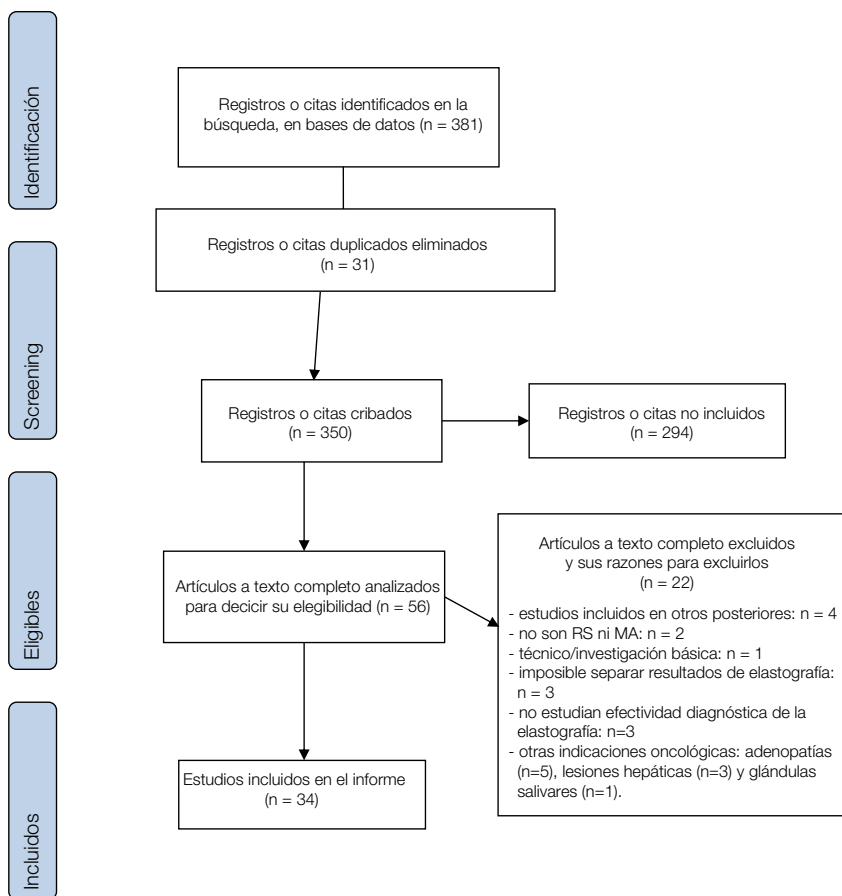 Identificación
Registros o citas identificados en la
búsqueda, en bases de datos (n = 381)
Registros o citas duplicados eliminados
(n = 31)
Screening
Registros o citas cribados
(n = 350)
Registros o citas no incluidos
(n = 294)
Eligibles
Artículos a texto completo analizados
para decicir su elegibilidad (n = 56)
Artículos a texto completo excluidos
y sus razones para excluirlos
(n = 22)
- estudios incluidos en otros posteriores: n = 4
- no son RS ni MA: n = 2
- técnico/investigación básica: n = 1
- imposible separar resultados de elastografía:
n = 3
- no estudian efectividad diagnóstica de la
elastografía: n=3
- otras indicaciones oncológicas: adenopatías
(n=5), lesiones hepáticas (n=3) y glándulas
salivares (n=1).
Incluidos
Estudios incluidos en el informe
(n = 34)